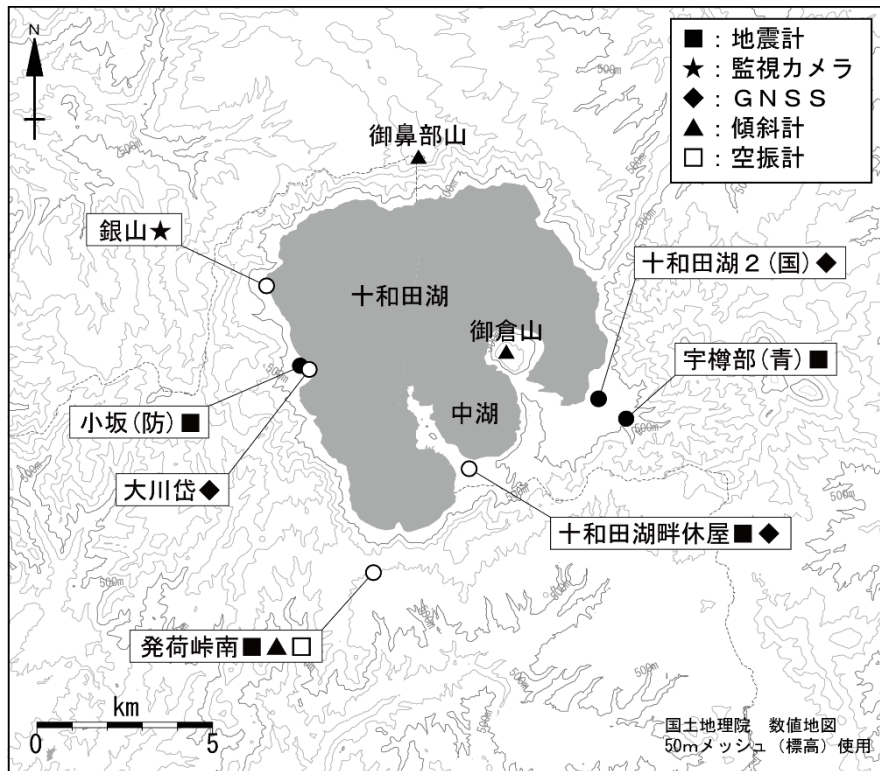 N
■：地震計
★：監視カメラ
◆：ＧＮＳＳ
▲：傾斜計
□：空振計
500m
御鼻部山
銀山★
十和田湖２(国)◆
十和田湖
御倉山
宇樽部(青)■
小坂(防)■
中湖
大川岱◆
十和田湖畔休屋■◆
発荷峠南■▲□
km
0 5
国土地理院　数値地図
50mメッシュ（標高）使用